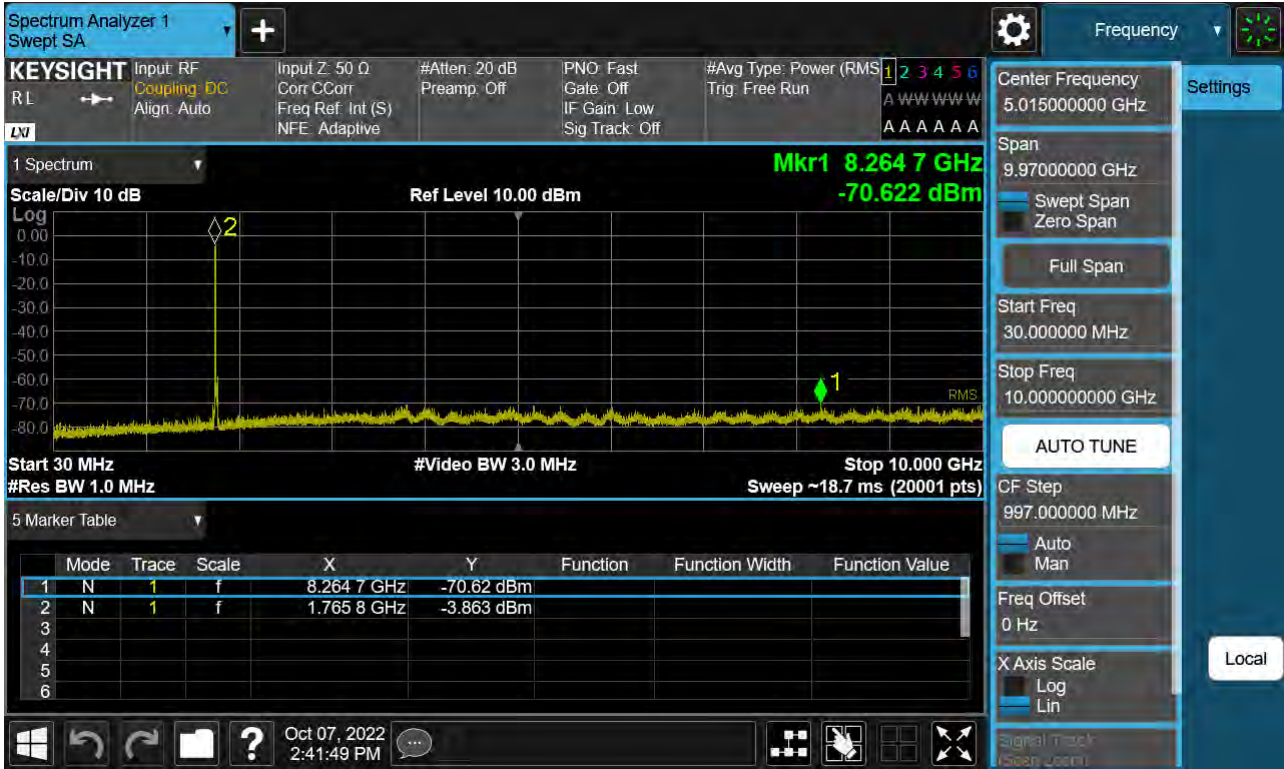 Spectrum Analyzer 1
Swept SA
Frequency
KEYSIGHT
RL
LXI
Input: RF
Coupling: DC
Align: Auto
Input Z: 50 Ω
Corr CCorr
Freq Ref: Int (S)
NFE: Adaptive
#Atten: 20 dB
Preamp: Off
PNO: Fast
Gate: Off
IF Gain: Low
Sig Track: Off
#Avg Type: Power (RMS
Trig: Free Run
1 2 3 4 5 6
A W W W W W
A A A A A A
1 Spectrum
Mkr1 8.264 7 GHz
-70.622 dBm
Scale/Div 10 dB
Ref Level 10.00 dBm
Log
0.00
-10.0
-20.0
-30.0
-40.0
-50.0
-60.0
-70.0
-80.0
2
1
RMS
Start 30 MHz
#Video BW 3.0 MHz
Stop 10.000 GHz
#Res BW 1.0 MHz
Sweep ~18.7 ms (20001 pts)
5 Marker Table
Mode Trace Scale X Y Function Function Width Function Value
1 N 1 f 8.264 7 GHz -70.62 dBm
2 N 1 f 1.765 8 GHz -3.863 dBm
3
4
5
6
Oct 07, 2022
2:41:49 PM
Center Frequency
5.015000000 GHz
Settings
Span
9.97000000 GHz
Swept Span
Zero Span
Full Span
Start Freq
30.000000 MHz
Stop Freq
10.000000000 GHz
AUTO TUNE
CF Step
997.000000 MHz
Auto
Man
Freq Offset
0 Hz
X Axis Scale
Log
Lin
Local
Signal Track
(Span Zoom)